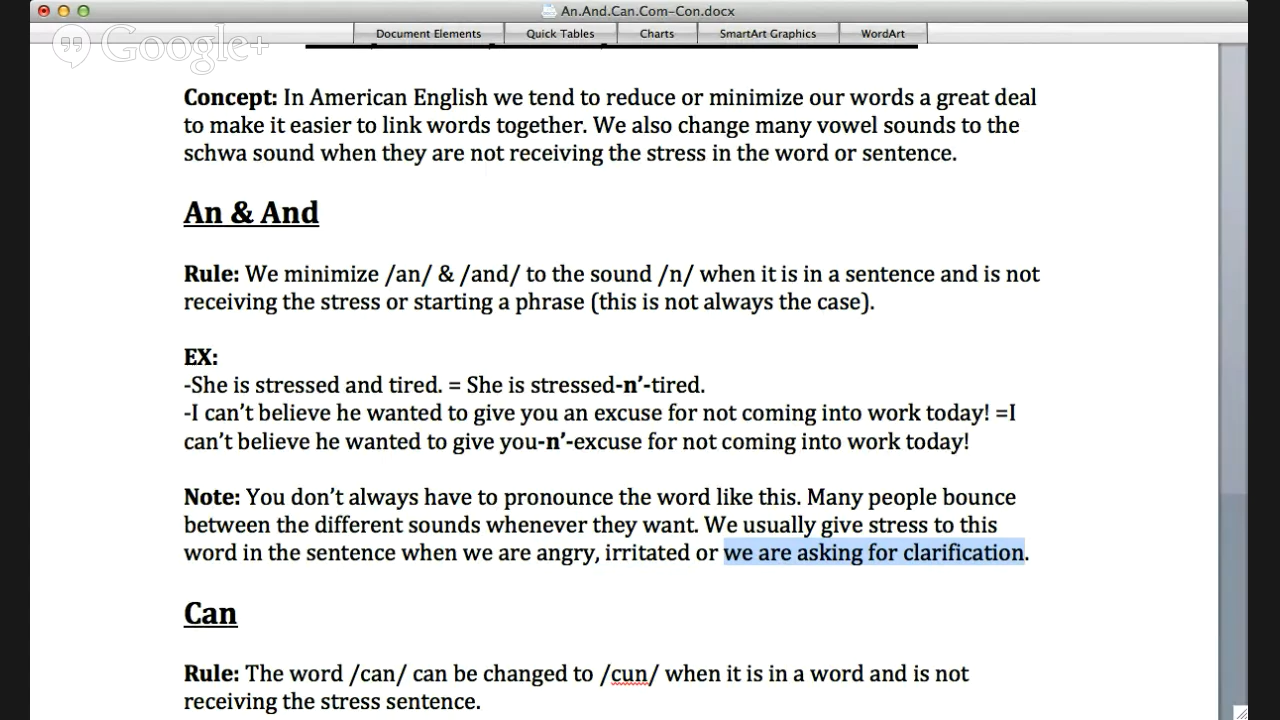 An.And.Can.Com-Con.docx
Document Elements Quick Tables Charts SmartArt Graphics WordArt
Google+
Concept: In American English we tend to reduce or minimize our words a great deal
to make it easier to link words together. We also change many vowel sounds to the
schwa sound when they are not receiving the stress in the word or sentence.
An & And
Rule: We minimize /an/ & /and/ to the sound /n/ when it is in a sentence and is not
receiving the stress or starting a phrase (this is not always the case).
EX:
-She is stressed and tired. = She is stressed-n’-tired.
-I can’t believe he wanted to give you an excuse for not coming into work today! =I
can’t believe he wanted to give you-n’-excuse for not coming into work today!
Note: You don’t always have to pronounce the word like this. Many people bounce
between the different sounds whenever they want. We usually give stress to this
word in the sentence when we are angry, irritated or we are asking for clarification.
Can
Rule: The word /can/ can be changed to /cun/ when it is in a word and is not
receiving the stress sentence.